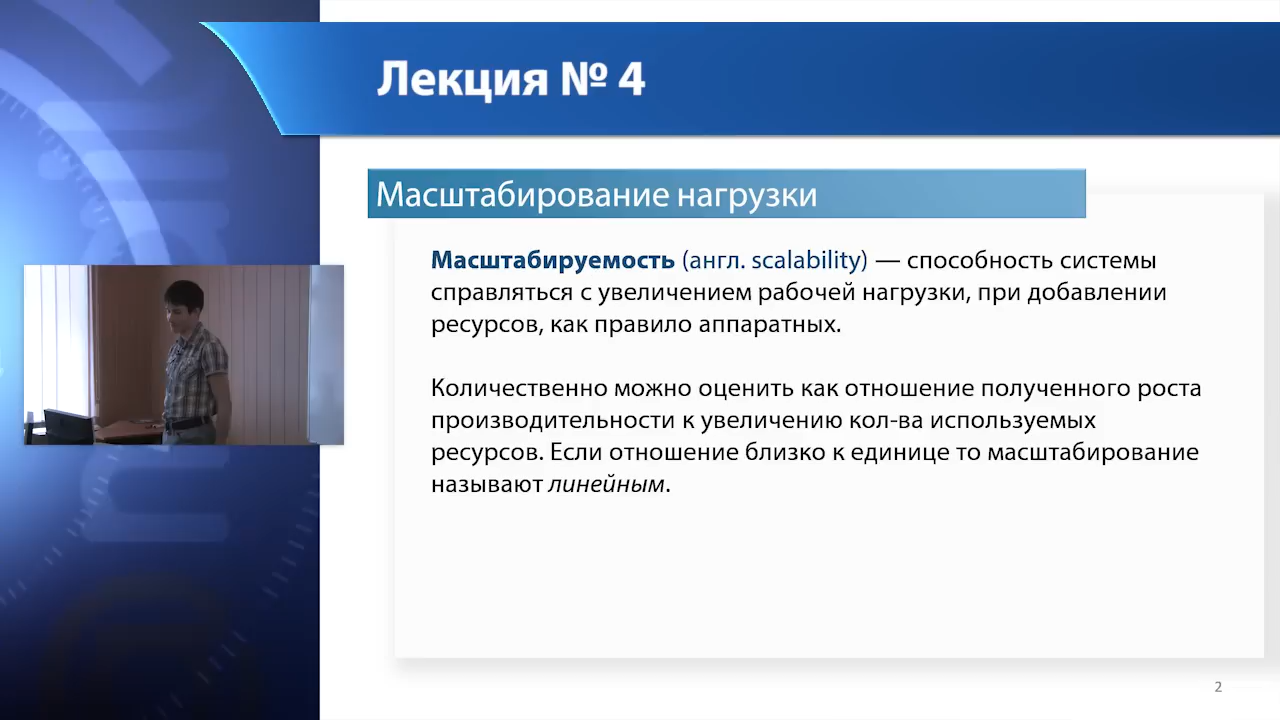 Лекция № 4
Масштабирование нагрузки
Масштабируемость (англ. scalability) — способность системы
справляться с увеличением рабочей нагрузки, при добавлении
ресурсов, как правило аппаратных.
Количественно можно оценить как отношение полученного роста
производительности к увеличению кол-ва используемых
ресурсов. Если отношение близко к единице то масштабирование
называют линейным.
2